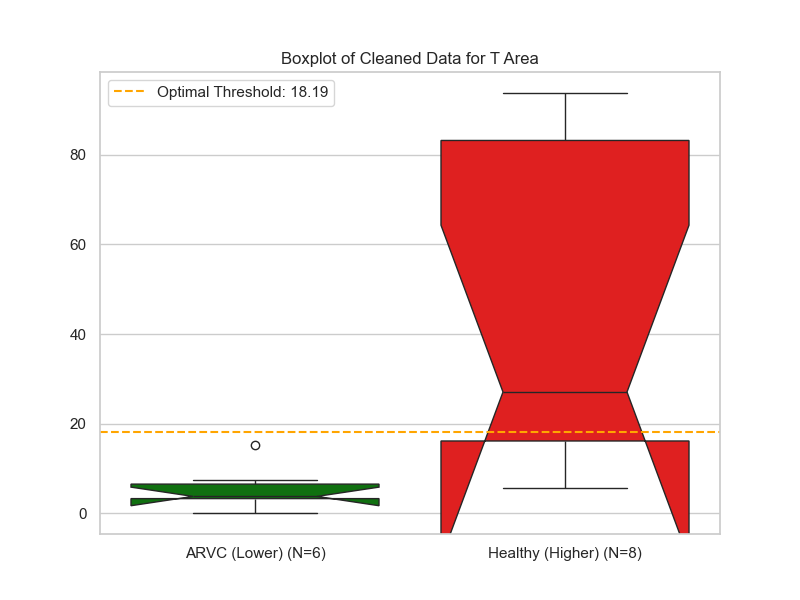 Boxplot of Cleaned Data for T Area
Optimal Threshold: 18.19
80
60
40
20
0
ARVC (Lower) (N=6)
Healthy (Higher) (N=8)